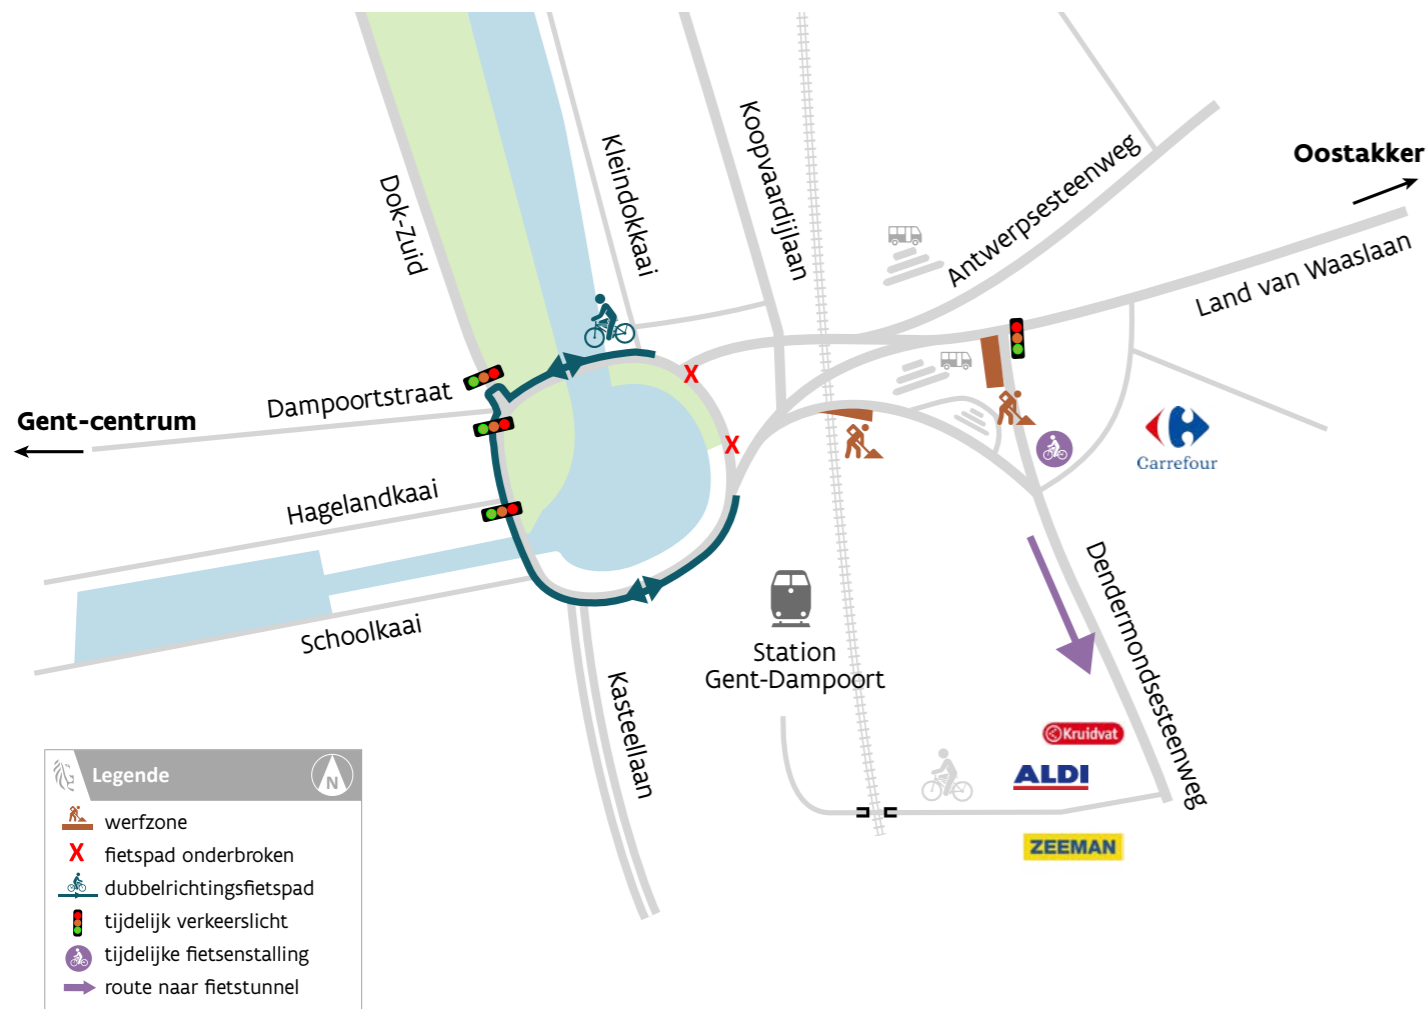 Oostakker
Antwerpsesteenweg
Land van Waaslaan
Koopvaardijlaan
Kleindokkaai
Dok-Zuid
Dampoortstraat
Gent-centrum
Hagelandkaai
Schoolkaai
Kasteellaan
X
X
Carrefour
Station
Gent-Dampoort
Dendermondsesteenweg
Kruidvat
ALDI
ZEEMAN
Legende
N
werfzone
X fietspad onderbroken
dubbelrichtingsfietspad
tijdelijk verkeerslicht
tijdelijke fietsenstalling
route naar fietstunnel